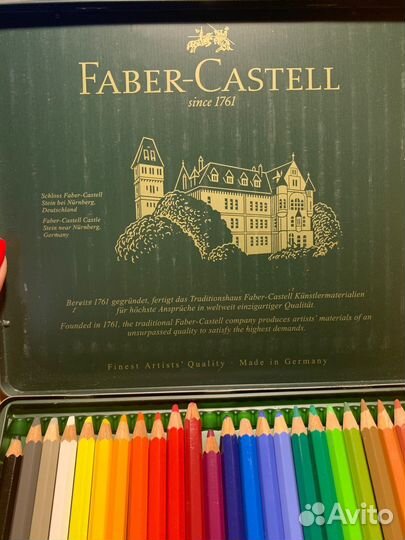 FABER-CASTELL
since 1761
Schloss Faber-Castell
Stein bei Nürnberg,
Deutschland
Faber-Castell Castle
Stein near Nürnberg,
Germany
Bereits 1761 gegründet, fertigt das Traditionshaus Faber-Castell Künstlermaterialien
für höchste Ansprüche in weltweit einzigartiger Qualität.
Founded in 1761, the traditional Faber-Castell company produces artists' materials of an
unsurpassed quality to satisfy the highest demands.
Finest Artists' Quality · Made in Germany
Avito